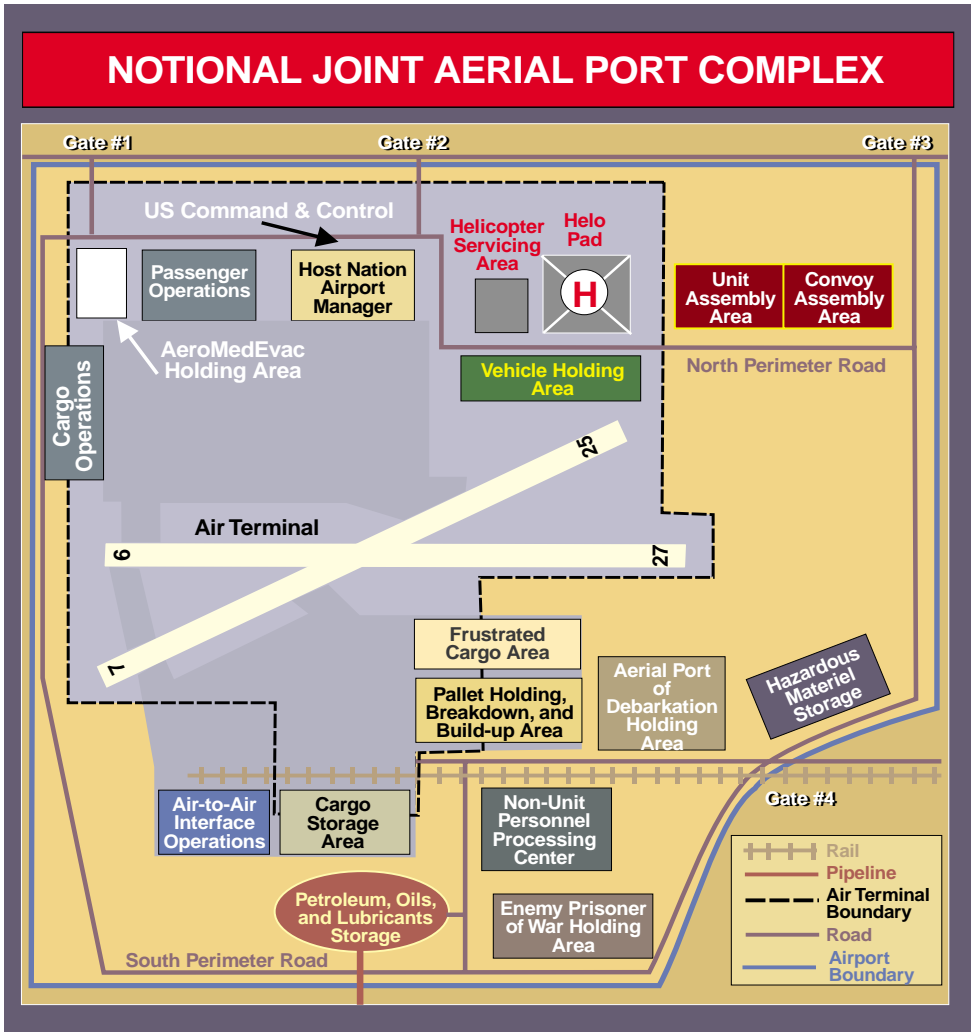 NOTIONAL JOINT AERIAL PORT COMPLEX
Gate #1
Gate #2
Gate #3
US Command & Control
Helicopter
Servicing
Area
Helo
Pad
H
Passenger
Operations
Host Nation
Airport
Manager
Unit
Assembly
Area
Convoy
Assembly
Area
AeroMedEvac
Holding Area
Vehicle Holding
Area
North Perimeter Road
Cargo
Operations
25
Air Terminal
6
27
7
Frustrated
Cargo Area
Pallet Holding,
Breakdown, and
Build-up Area
Aerial Port
of
Debarkation
Holding
Area
Hazardous
Materiel
Storage
Gate #4
Air-to-Air
Interface
Operations
Cargo
Storage
Area
Non-Unit
Personnel
Processing
Center
Petroleum, Oils,
and Lubricants
Storage
Enemy Prisoner
of War Holding
Area
South Perimeter Road
Rail
Pipeline
Air Terminal
Boundary
Road
Airport
Boundary